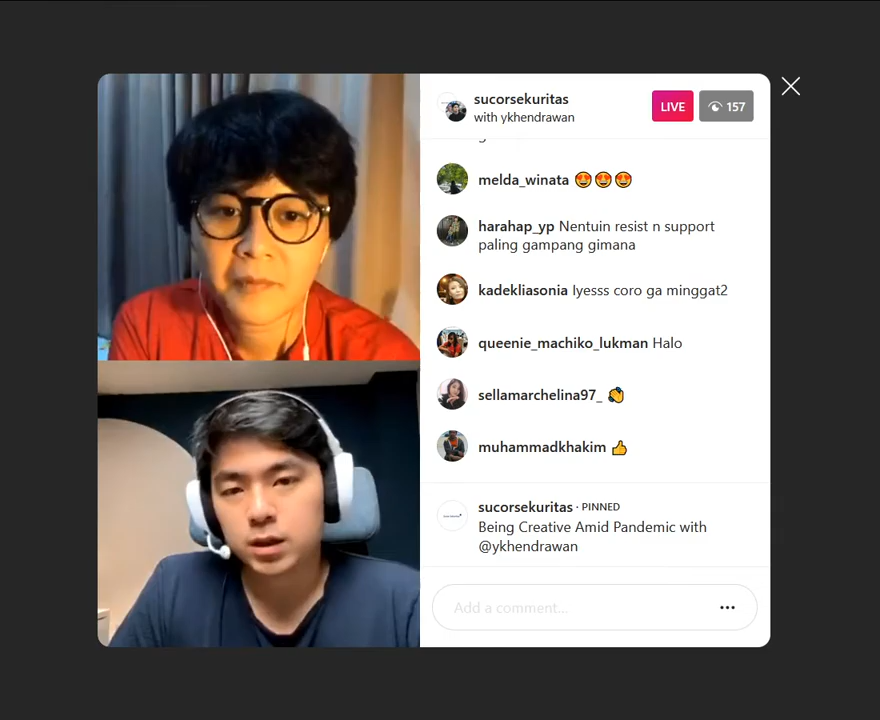 sucorsekuritas
with ykhendrawan
LIVE
157
melda_winata 😍😍😍
harahap_yp Nentuin resist n support
paling gampang gimana
kadekliasonia Iyesss coro ga minggat2
queenie_machiko_lukman Halo
sellamarchelina97_ 👏
muhammadkhakim 👍
sucorsekuritas · PINNED
Being Creative Amid Pandemic with
@ykhendrawan
Add a comment...